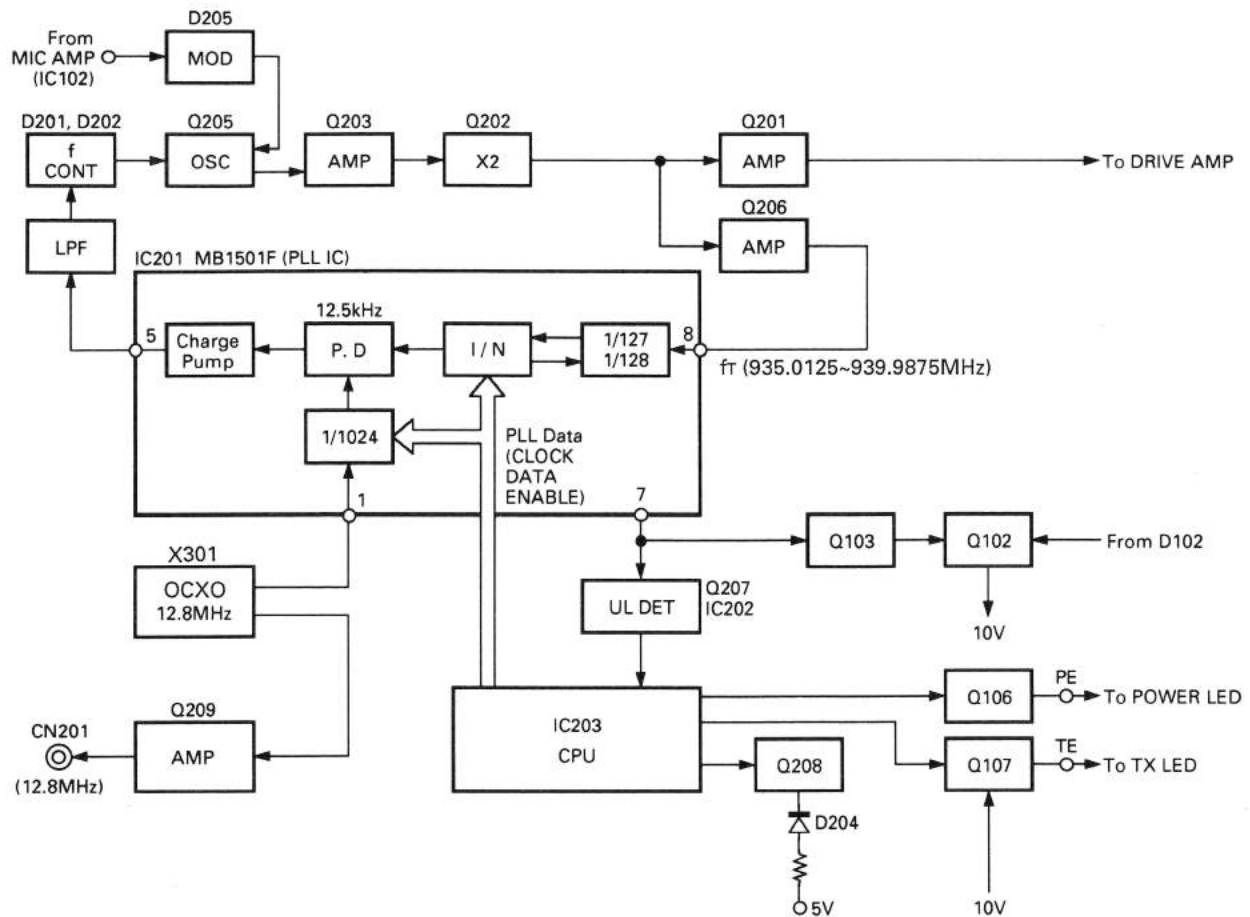 D205
From
MIC AMP
(IC102)
MOD
D201, D202
Q205
Q203
Q202
Q201
f
CONT
OSC
AMP
X2
AMP
To DRIVE AMP
Q206
LPF
AMP
IC201 MB1501F (PLL IC)
12.5kHz
5
Charge
Pump
P. D
I / N
1/127
1/128
8
fT (935.0125~939.9875MHz)
1/1024
PLL Data
(CLOCK
DATA
ENABLE)
1
7
X301
OCXO
12.8MHz
Q103
Q102
From D102
UL DET
Q207
IC202
10V
CN201
(12.8MHz)
Q209
AMP
IC203
CPU
Q106
PE
To POWER LED
Q208
Q107
TE
To TX LED
D204
5V
10V